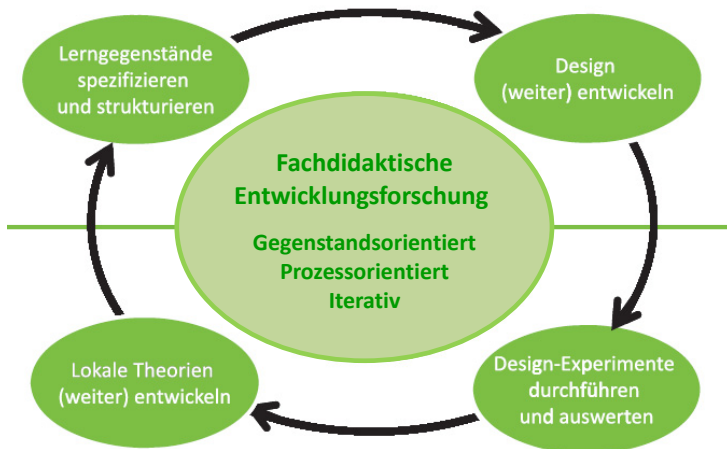 Lerngegenstände
spezifizieren
und strukturieren
Design
(weiter) entwickeln
Fachdidaktische
Entwicklungsforschung
Gegenstandsorientiert
Prozessorientiert
Iterativ
Lokale Theorien
(weiter) entwickeln
Design-Experimente
durchführen
und auswerten